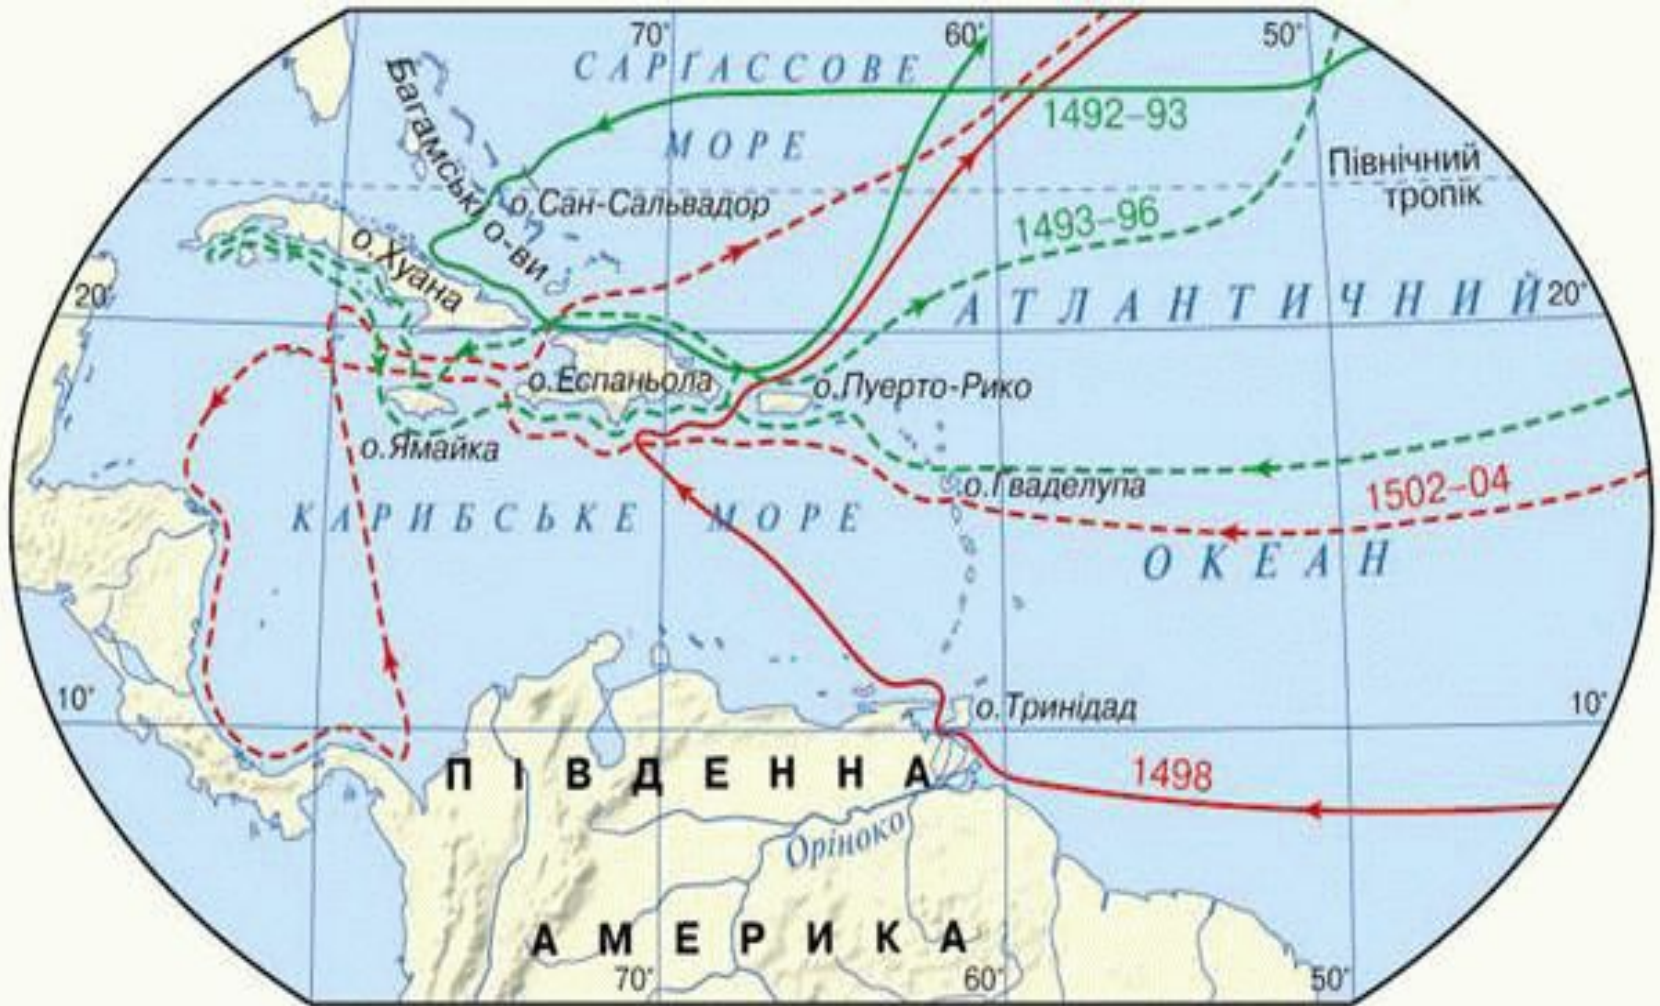 70°
60°
50°
САРҐАССОВЕ
МОРЕ
1492–93
Багамські о-ви
Північний
тропік
о.Сан-Сальвадор
1493–96
о.Хуана
20°
АТЛАНТИЧНИЙ
20°
о.Еспаньола
о.Пуерто-Рико
о.Ямайка
о.Гваделупа
1502–04
КАРИБСЬКЕ МОРЕ
ОКЕАН
10°
о.Тринідад
10°
ПІВДЕННА
1498
Оріноко
АМЕРИКА
70°
60°
50°